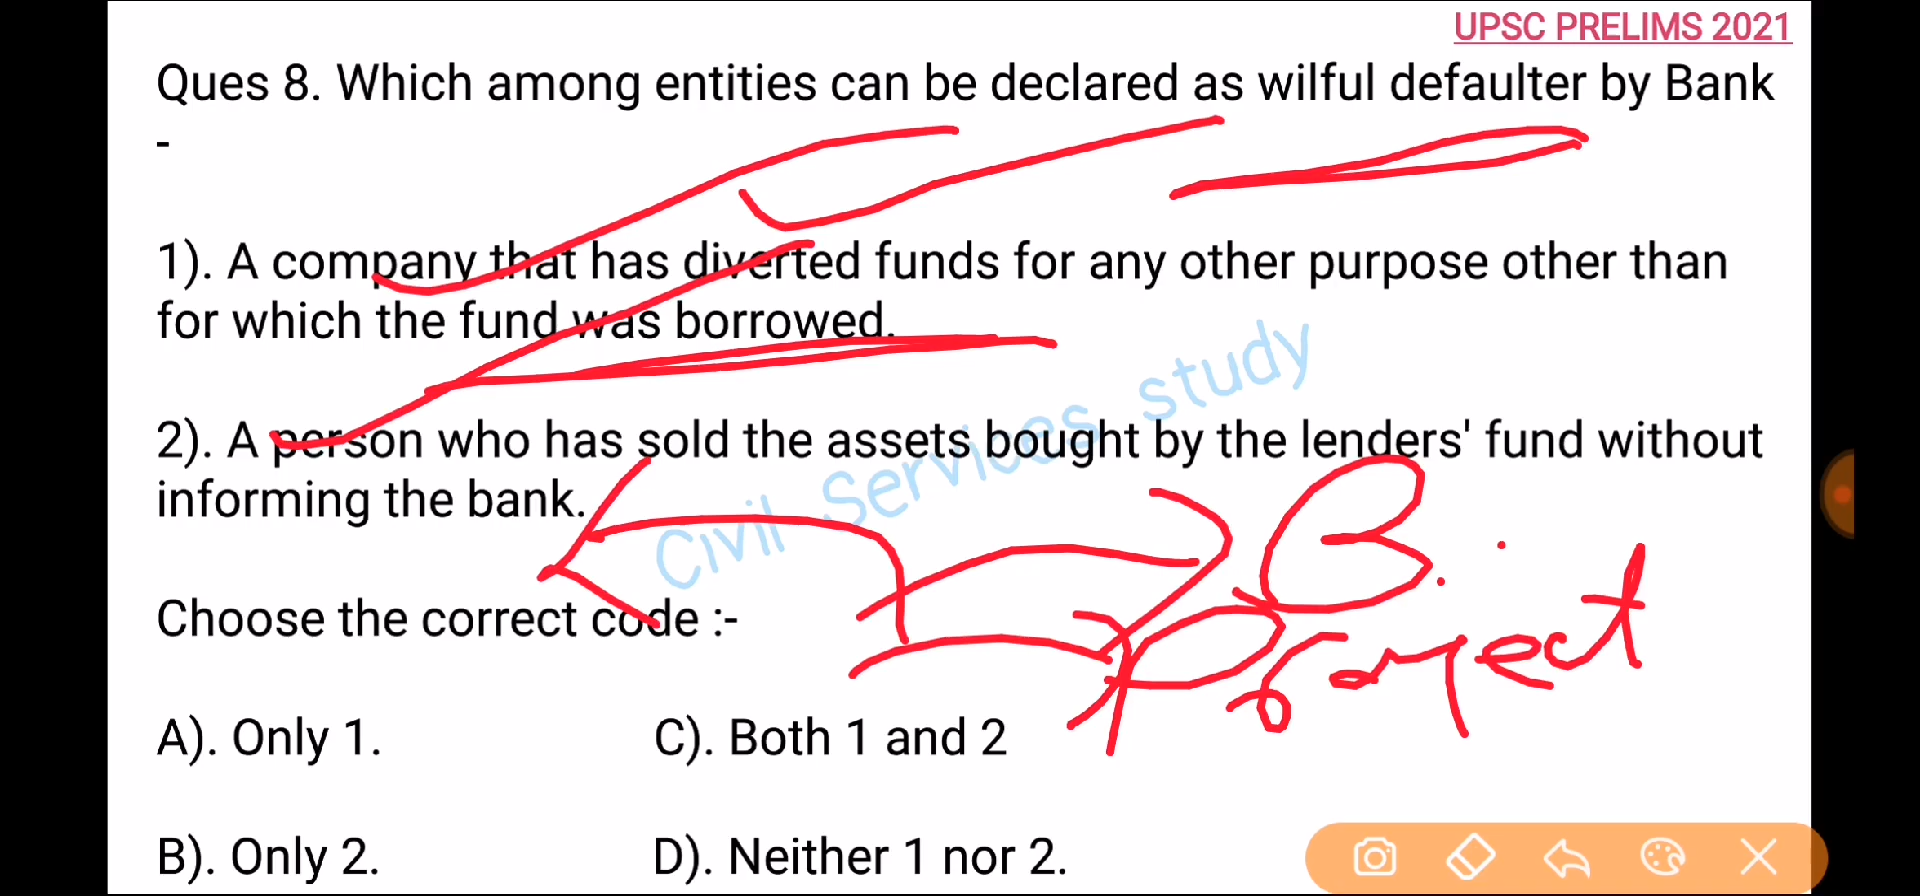 UPSC PRELIMS 2021
Ques 8. Which among entities can be declared as wilful defaulter by Bank
-
1). A company that has diverted funds for any other purpose other than
for which the fund was borrowed.
2). A person who has sold the assets bought by the lenders' fund without
informing the bank.
Civil Services study
B.
Project
Choose the correct code :-
A). Only 1.
C). Both 1 and 2
B). Only 2.
D). Neither 1 nor 2.